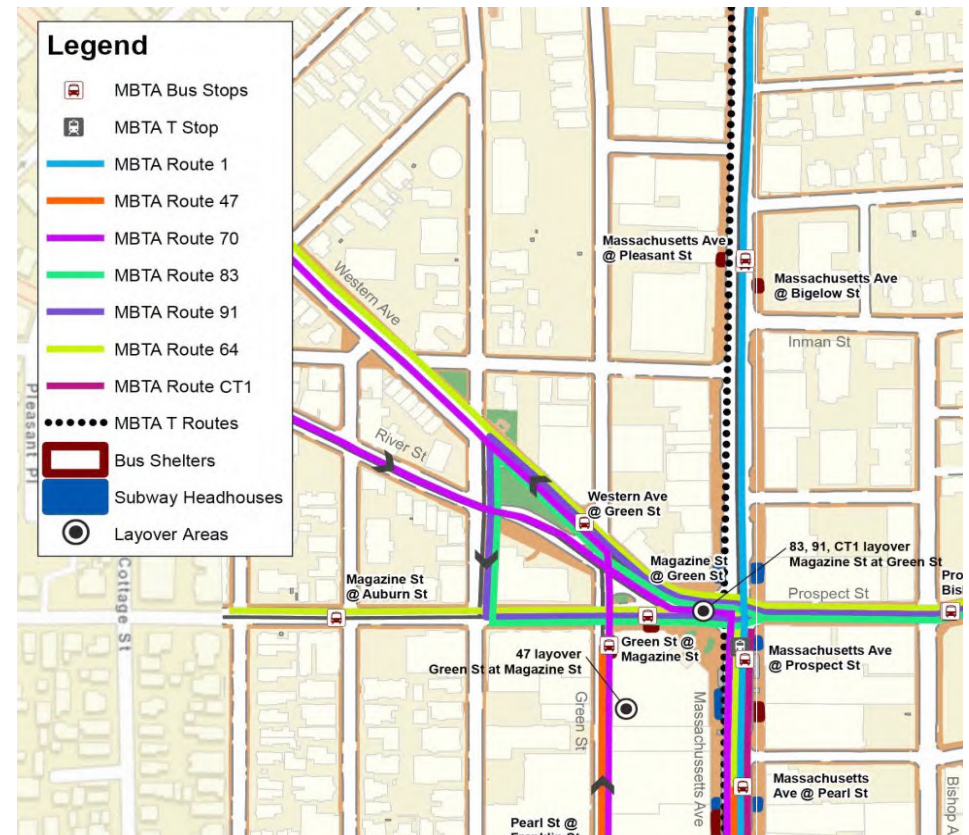 Legend
MBTA Bus Stops
MBTA T Stop
MBTA Route 1
MBTA Route 47
MBTA Route 70
MBTA Route 83
MBTA Route 91
MBTA Route 64
MBTA Route CT1
MBTA T Routes
Bus Shelters
Subway Headhouses
Layover Areas
Pleasant Pl
Cottage St
Western Ave
River St
Massachusetts Ave
@ Pleasant St
Massachusetts Ave
@ Bigelow St
Inman St
Western Ave
@ Green St
Magazine St
@ Green St
83, 91, CT1 layover
Magazine St at Green St
Prospect St
Pro
Bis
Magazine St
@ Auburn St
Green St @
Magazine St
47 layover
Green St at Magazine St
Massachusetts Ave
@ Prospect St
Green St
Massachussetts Ave
Massachusetts
Ave @ Pearl St
Bishop A
Pearl St @